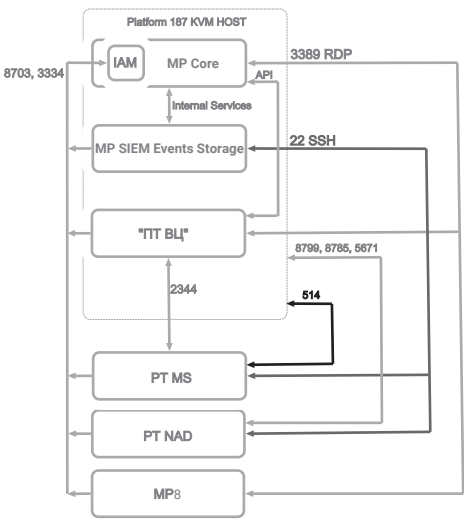 Platform 187 KVM HOST
IAM
MP Core
3389 RDP
8703, 3334
API
Internal Services
MP SIEM Events Storage
22 SSH
"ПТ ВЦ"
8799, 8785, 5671
2344
514
PT MS
PT NAD
MP8